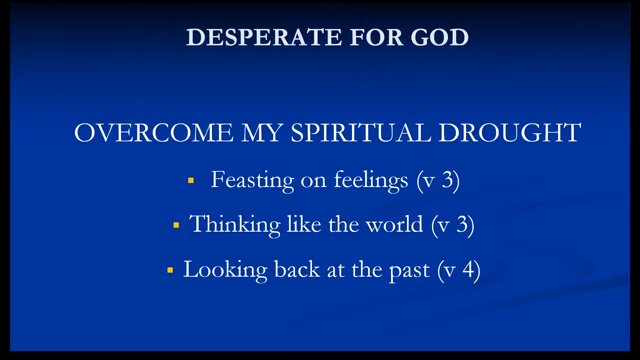 DESPERATE FOR GOD
OVERCOME MY SPIRITUAL DROUGHT
▪ Feasting on feelings (v 3)
▪ Thinking like the world (v 3)
▪ Looking back at the past (v 4)